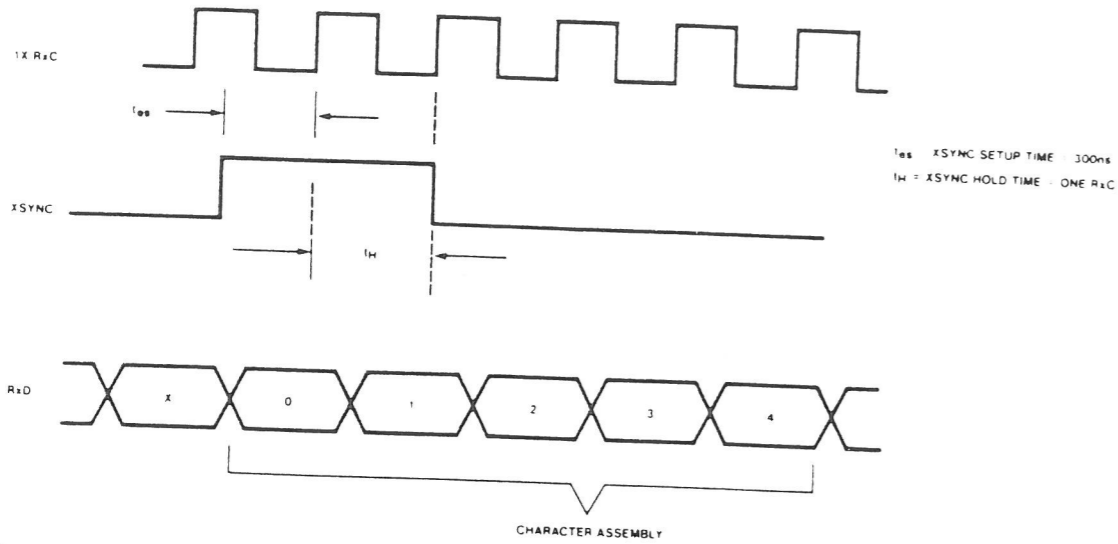 1X RxC
tes
tes XSYNC SETUP TIME - 300ns
tH = XSYNC HOLD TIME - ONE RxC
XSYNC
tH
RxD
X 0 1 2 3 4
CHARACTER ASSEMBLY